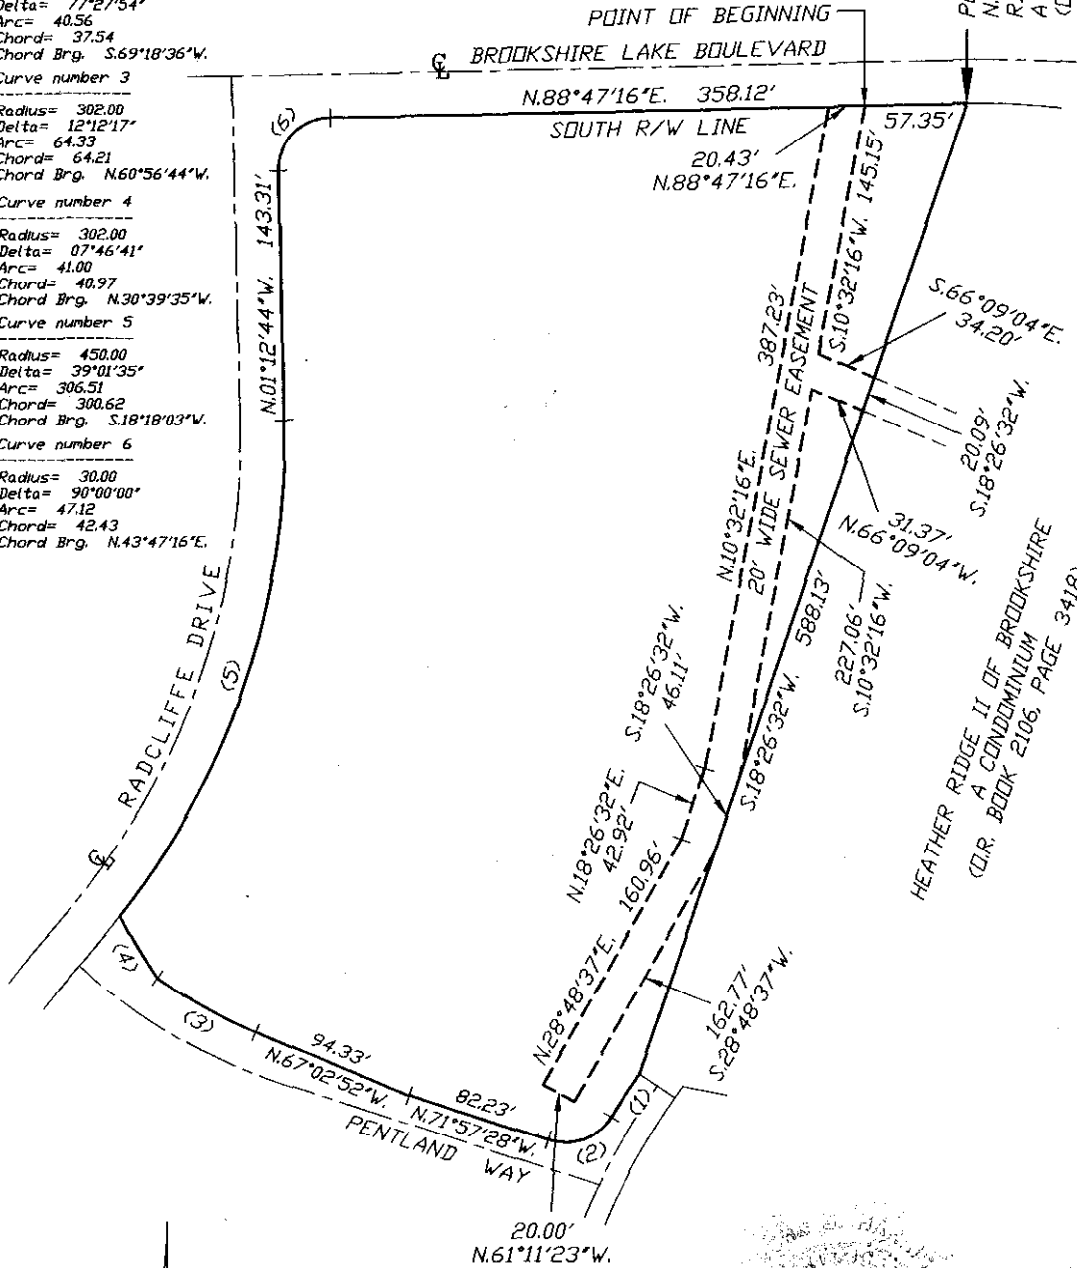 Delta= 77°27'54"
Arc= 40.56
Chord= 37.54
Chord Brg. S.69°18'36"W.
Curve number 3
Radius= 302.00
Delta= 12°12'17"
Arc= 64.33
Chord= 64.21
Chord Brg. N.60°56'44"W.
Curve number 4
Radius= 302.00
Delta= 07°46'41"
Arc= 41.00
Chord= 40.97
Chord Brg. N.30°39'35"W.
Curve number 5
Radius= 450.00
Delta= 39°01'35"
Arc= 306.51
Chord= 300.62
Chord Brg. S.18°18'03"W.
Curve number 6
Radius= 30.00
Delta= 90°00'00"
Arc= 47.12
Chord= 42.43
Chord Brg. N.43°47'16"E.
POINT OF BEGINNING
BROOKSHIRE LAKE BOULEVARD
N.88°47'16"E. 358.12'
SOUTH R/W LINE
57.35'
20.43'
N.88°47'16"E.
(6)
N.01°12'44"W. 143.31'
S.10°32'16"W. 145.15'
387.23'
N.10°32'16"E.
20' WIDE SEWER EASEMENT
S.66°09'04"E.
34.20'
20.09'
S.18°26'32"W.
31.37'
N.66°09'04"W.
227.06'
S.10°32'16"W.
S.18°26'32"W. 588.13'
S.18°26'32"W.
46.11'
N.18°26'32"E.
42.92'
N.28°48'37"E. 160.96'
162.77'
S.28°48'37"W.
HEATHER RIDGE II OF BROOKSHIRE
A CONDOMINIUM
(O.R. BOOK 2106, PAGE 3418)
RADCLIFFE DRIVE
(5)
(4)
(3)
94.33'
N.67°02'52"W.
82.23'
N.71°57'28"W.
PENTLAND WAY
(2)
(1)
20.00'
N.61°11'23"W.